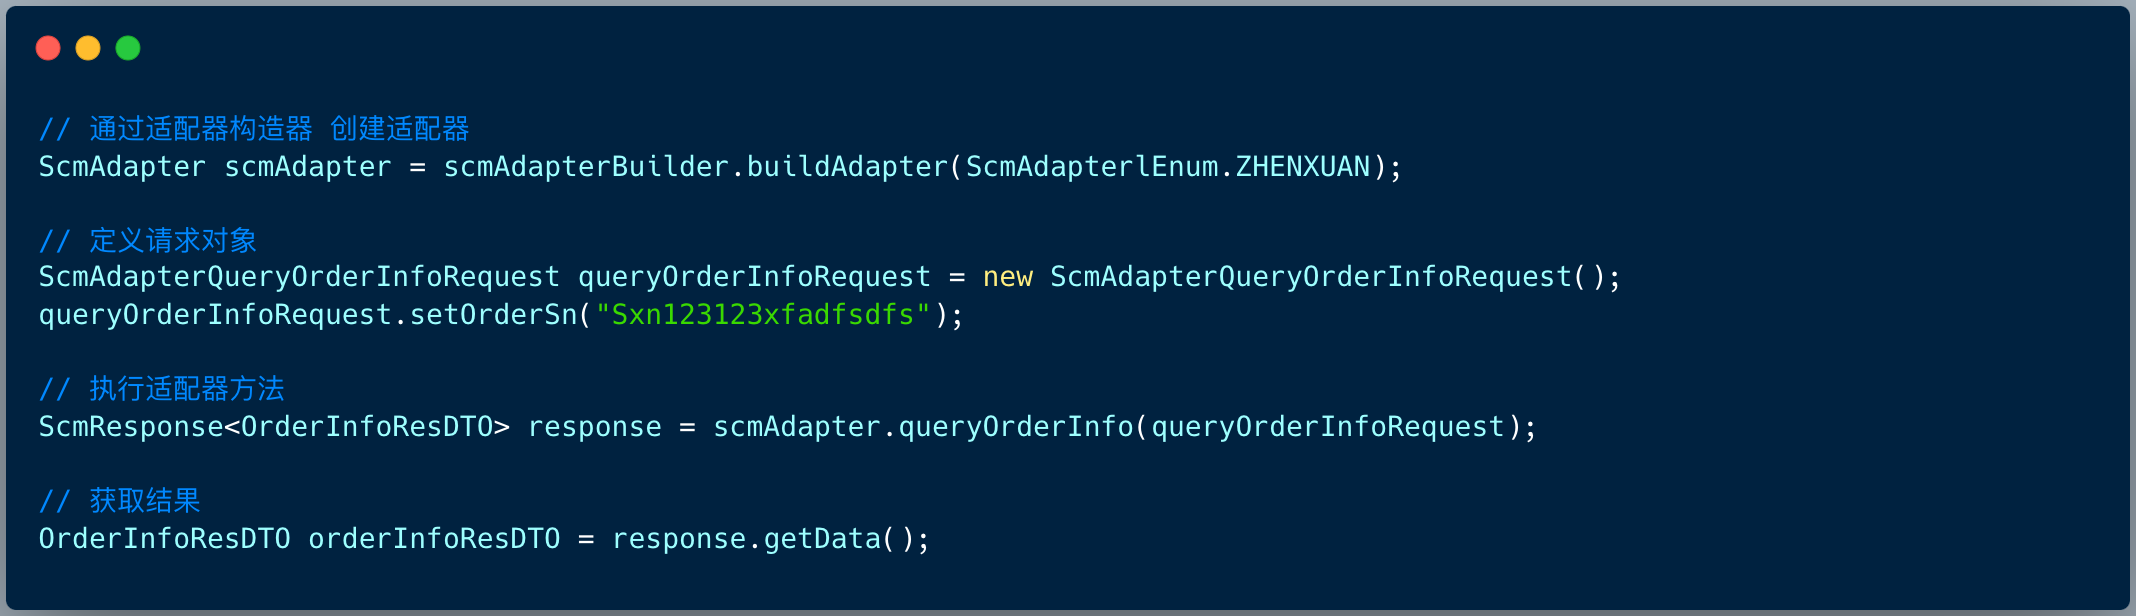 // 通过适配器构造器 创建适配器
ScmAdapter scmAdapter = scmAdapterBuilder.buildAdapter(ScmAdapterlEnum.ZHENXUAN);
// 定义请求对象
ScmAdapterQueryOrderInfoRequest queryOrderInfoRequest = new ScmAdapterQueryOrderInfoRequest();
queryOrderInfoRequest.setOrderSn("Sxn123123xfadfsdfs");
// 执行适配器方法
ScmResponse<OrderInfoResDTO> response = scmAdapter.queryOrderInfo(queryOrderInfoRequest);
// 获取结果
OrderInfoResDTO orderInfoResDTO = response.getData();